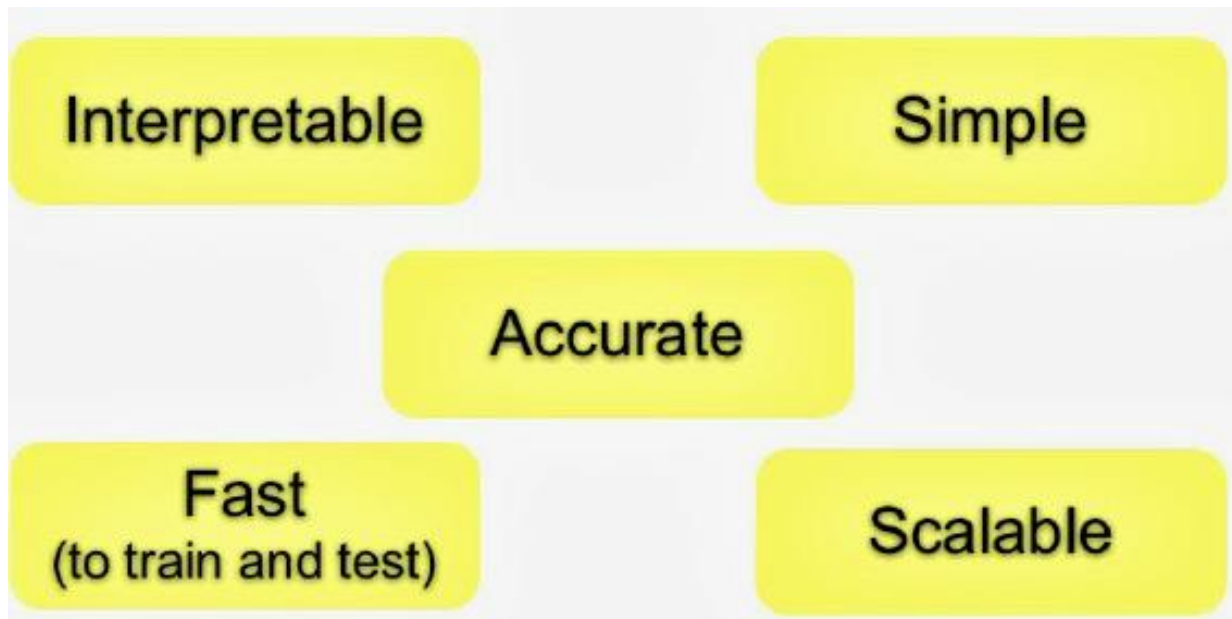 Interpretable
Simple
Accurate
Fast
(to train and test)
Scalable